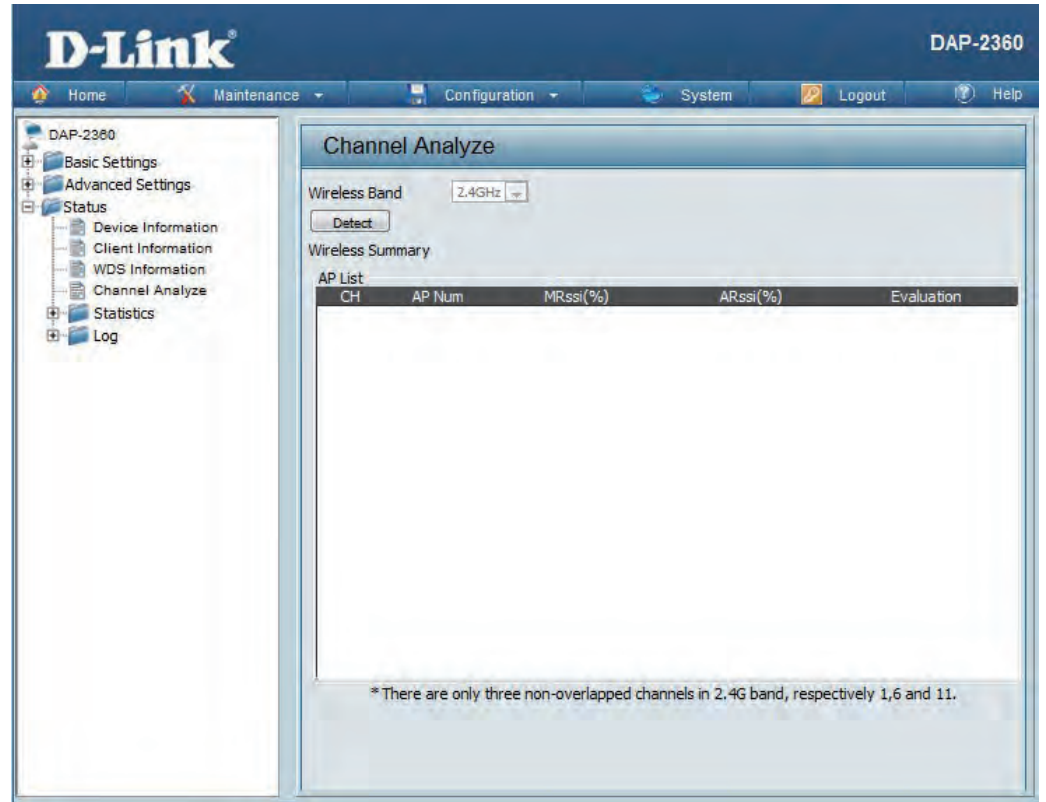 D-Link®
DAP-2360
Home Maintenance Configuration System Logout Help
DAP-2360
Basic Settings
Advanced Settings
Status
Device Information
Client Information
WDS Information
Channel Analyze
Statistics
Log
Channel Analyze
Wireless Band 2.4GHz
Detect
Wireless Summary
AP List
CH AP Num MRssi(%) ARssi(%) Evaluation
* There are only three non-overlapped channels in 2.4G band, respectively 1,6 and 11.